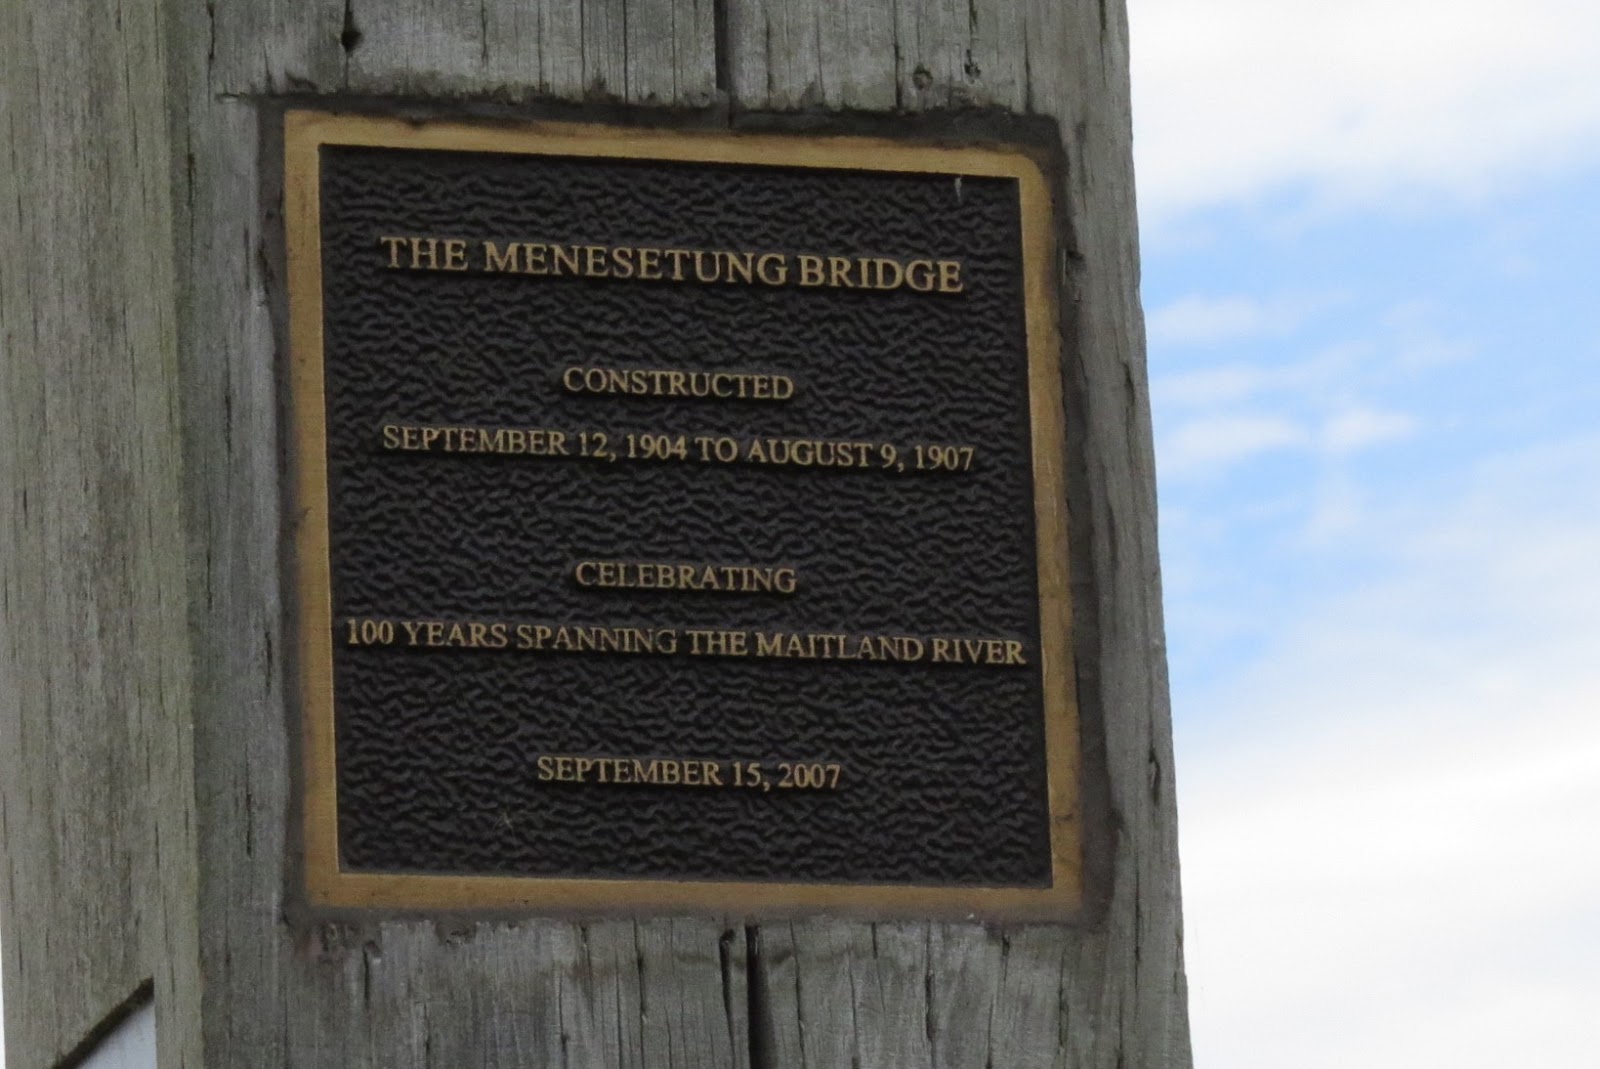 THE MENESETUNG BRIDGE
CONSTRUCTED
SEPTEMBER 12, 1904 TO AUGUST 9, 1907
CELEBRATING
100 YEARS SPANNING THE MAITLAND RIVER
SEPTEMBER 15, 2007